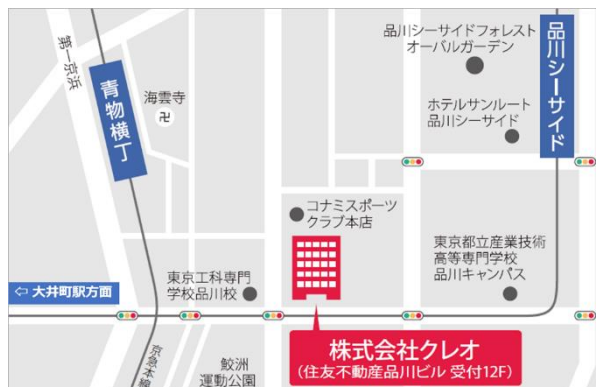 第一京浜
青物横丁
海雲寺
卍
品川シーサイドフォレスト
オーバルガーデン
ホテルサンルート
品川シーサイド
品川シーサイド
コナミスポーツ
クラブ本店
東京都立産業技術
高等専門学校
品川キャンパス
東京工科専門
学校品川校
⇦ 大井町駅方面
京急本線
鮫洲
運動公園
株式会社クレオ
(住友不動産品川ビル 受付12F)